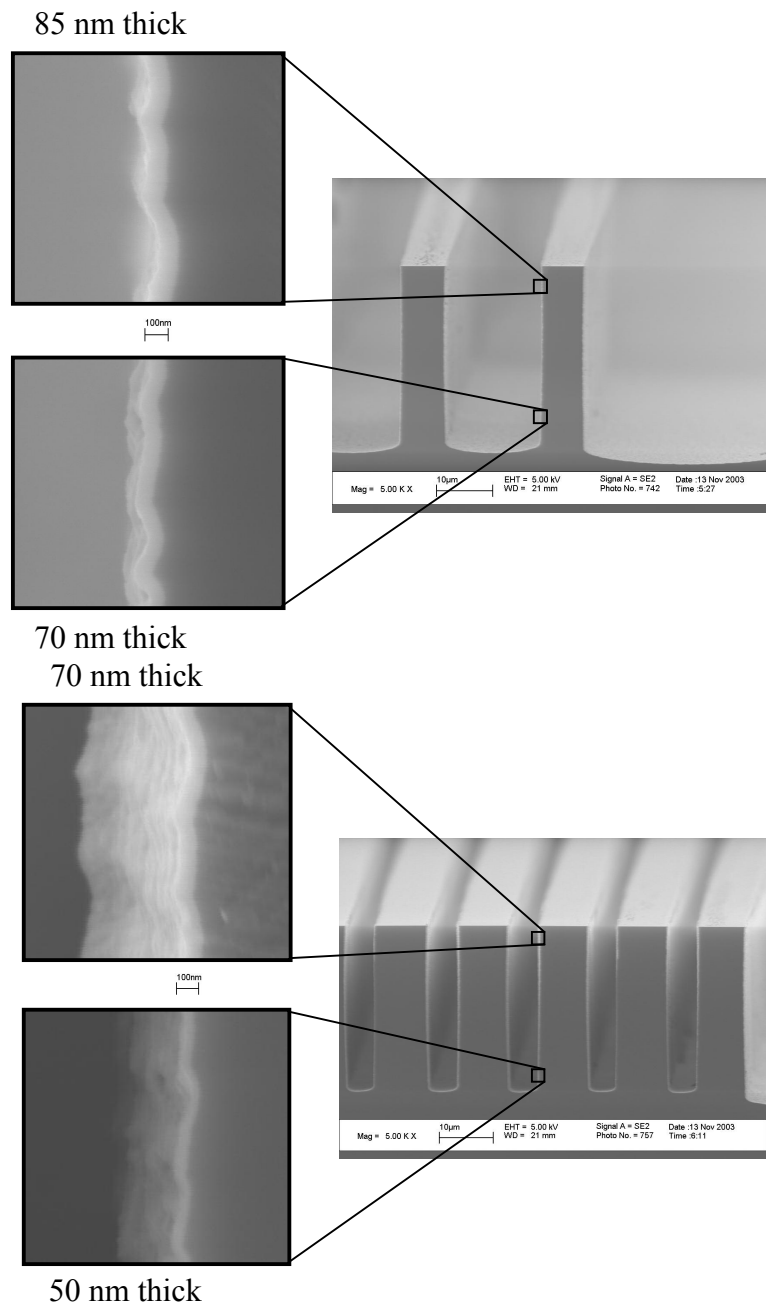 85 nm thick
100nm
Mag = 5.00 K X
10µm
EHT = 5.00 kV
WD = 21 mm
Signal A = SE2
Photo No. = 742
Date :13 Nov 2003
Time :5:27
70 nm thick
70 nm thick
100nm
Mag = 5.00 K X
10µm
EHT = 5.00 kV
WD = 21 mm
Signal A = SE2
Photo No. = 757
Date :13 Nov 2003
Time :6:11
50 nm thick